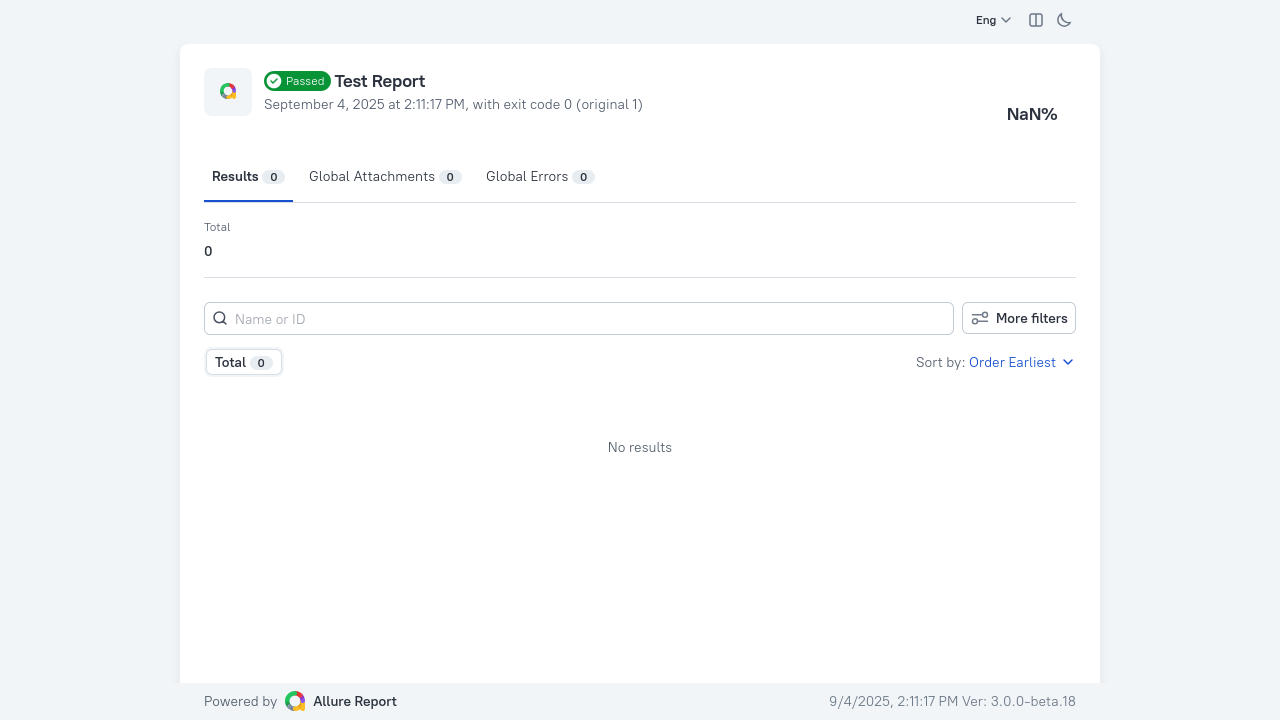 Eng
Passed Test Report
September 4, 2025 at 2:11:17 PM, with exit code 0 (original 1)
NaN%
Results 0 Global Attachments 0 Global Errors 0
Total
0
Name or ID
More filters
Total 0
Sort by: Order Earliest
No results
Powered by Allure Report
9/4/2025, 2:11:17 PM Ver: 3.0.0-beta.18